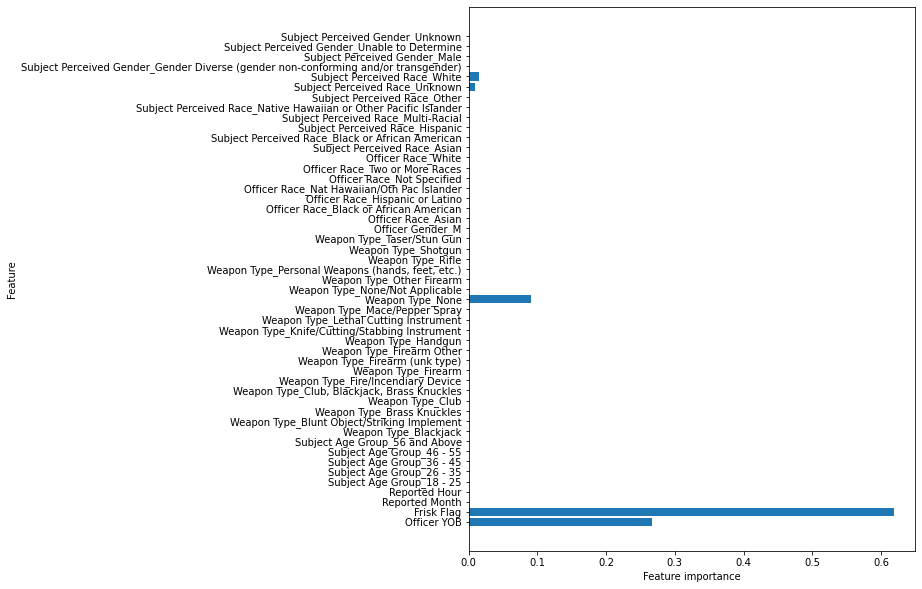 Subject Perceived Gender_Unknown
Subject Perceived Gender_Unable to Determine
Subject Perceived Gender_Male
Subject Perceived Gender_Gender Diverse (gender non-conforming and/or transgender)
Subject Perceived Race_White
Subject Perceived Race_Unknown
Subject Perceived Race_Other
Subject Perceived Race_Native Hawaiian or Other Pacific Islander
Subject Perceived Race_Multi-Racial
Subject Perceived Race_Hispanic
Subject Perceived Race_Black or African American
Subject Perceived Race_Asian
Officer Race_White
Officer Race_Two or More Races
Officer Race_Not Specified
Officer Race_Nat Hawaiian/Oth Pac Islander
Officer Race_Hispanic or Latino
Officer Race_Black or African American
Officer Race_Asian
Officer Gender_M
Weapon Type_Taser/Stun Gun
Weapon Type_Shotgun
Weapon Type_Rifle
Weapon Type_Personal Weapons (hands, feet, etc.)
Weapon Type_Other Firearm
Weapon Type_None/Not Applicable
Weapon Type_None
Weapon Type_Mace/Pepper Spray
Weapon Type_Lethal Cutting Instrument
Weapon Type_Knife/Cutting/Stabbing Instrument
Weapon Type_Handgun
Weapon Type_Firearm Other
Weapon Type_Firearm (unk type)
Weapon Type_Firearm
Weapon Type_Fire/Incendiary Device
Weapon Type_Club, Blackjack, Brass Knuckles
Weapon Type_Club
Weapon Type_Brass Knuckles
Weapon Type_Blunt Object/Striking Implement
Weapon Type_Blackjack
Subject Age Group_56 and Above
Subject Age Group_46 - 55
Subject Age Group_36 - 45
Subject Age Group_26 - 35
Subject Age Group_18 - 25
Reported Hour
Reported Month
Frisk Flag
Officer YOB
Feature
0.0 0.1 0.2 0.3 0.4 0.5 0.6
Feature importance